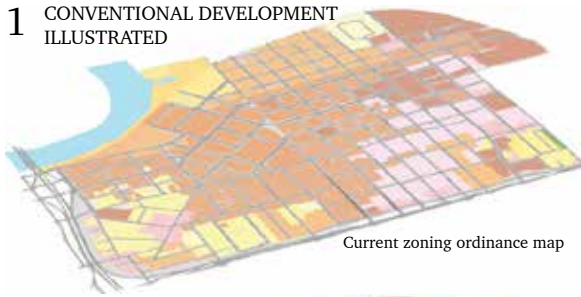 1 CONVENTIONAL DEVELOPMENT
ILLUSTRATED
Current zoning ordinance map